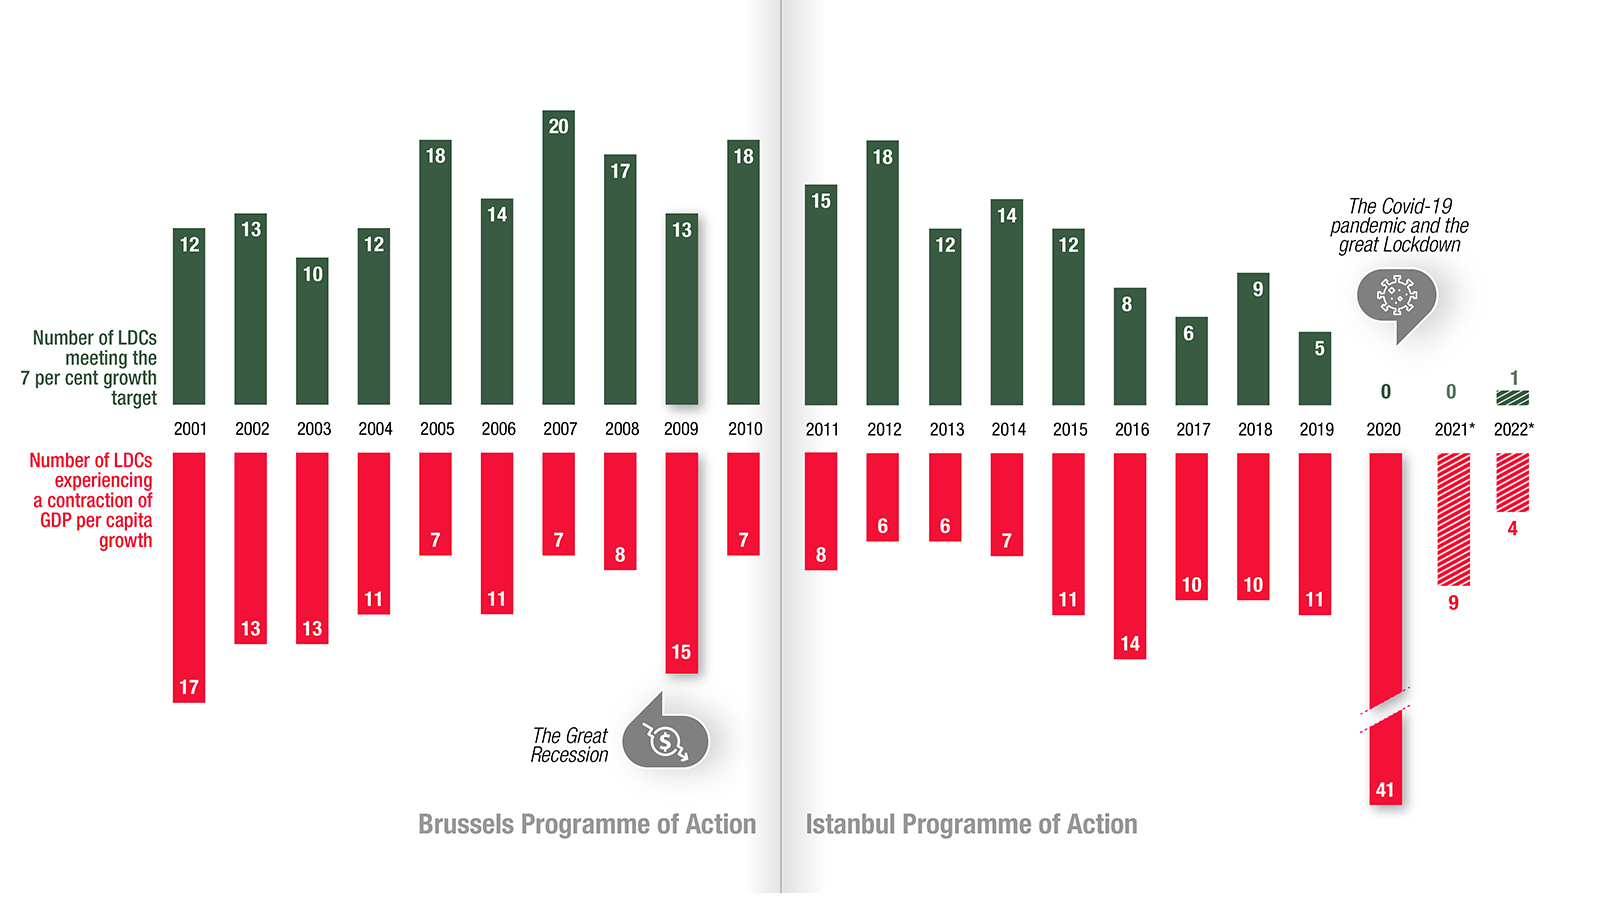 20
18
17
18
14
13
12
13
12
10
Number of LDCs
meeting the
7 per cent growth
target
2001 2002 2003 2004 2005 2006 2007 2008 2009 2010
Number of LDCs
experiencing
a contraction of
GDP per capita
growth
17
13
13
11
7
11
7
8
15
7
The Great
Recession
$
Brussels Programme of Action
15
18
12
14
12
8
6
9
5
The Covid-19
pandemic and the
great Lockdown
0
0
1
2011 2012 2013 2014 2015 2016 2017 2018 2019 2020 2021* 2022*
8
6
6
7
11
14
10
10
11
41
9
4
Istanbul Programme of Action